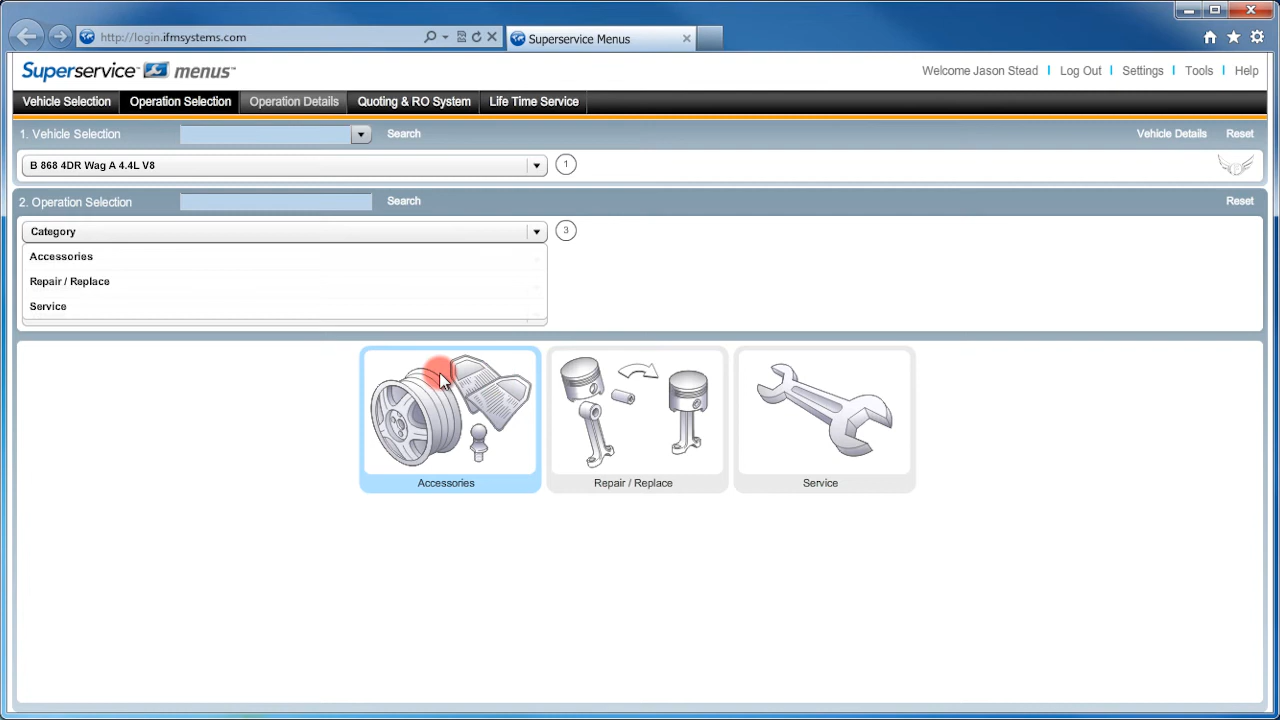 http://login.ifmsystems.com
Superservice Menus
Superservice™ menus™
Welcome Jason Stead
Log Out
Settings
Tools
Help
Vehicle Selection
Operation Selection
Operation Details
Quoting & RO System
Life Time Service
1. Vehicle Selection
Search
Vehicle Details
Reset
B 868 4DR Wag A 4.4L V8
1
2. Operation Selection
Search
Reset
Category
3
Accessories
Repair / Replace
Service
Accessories
Repair / Replace
Service